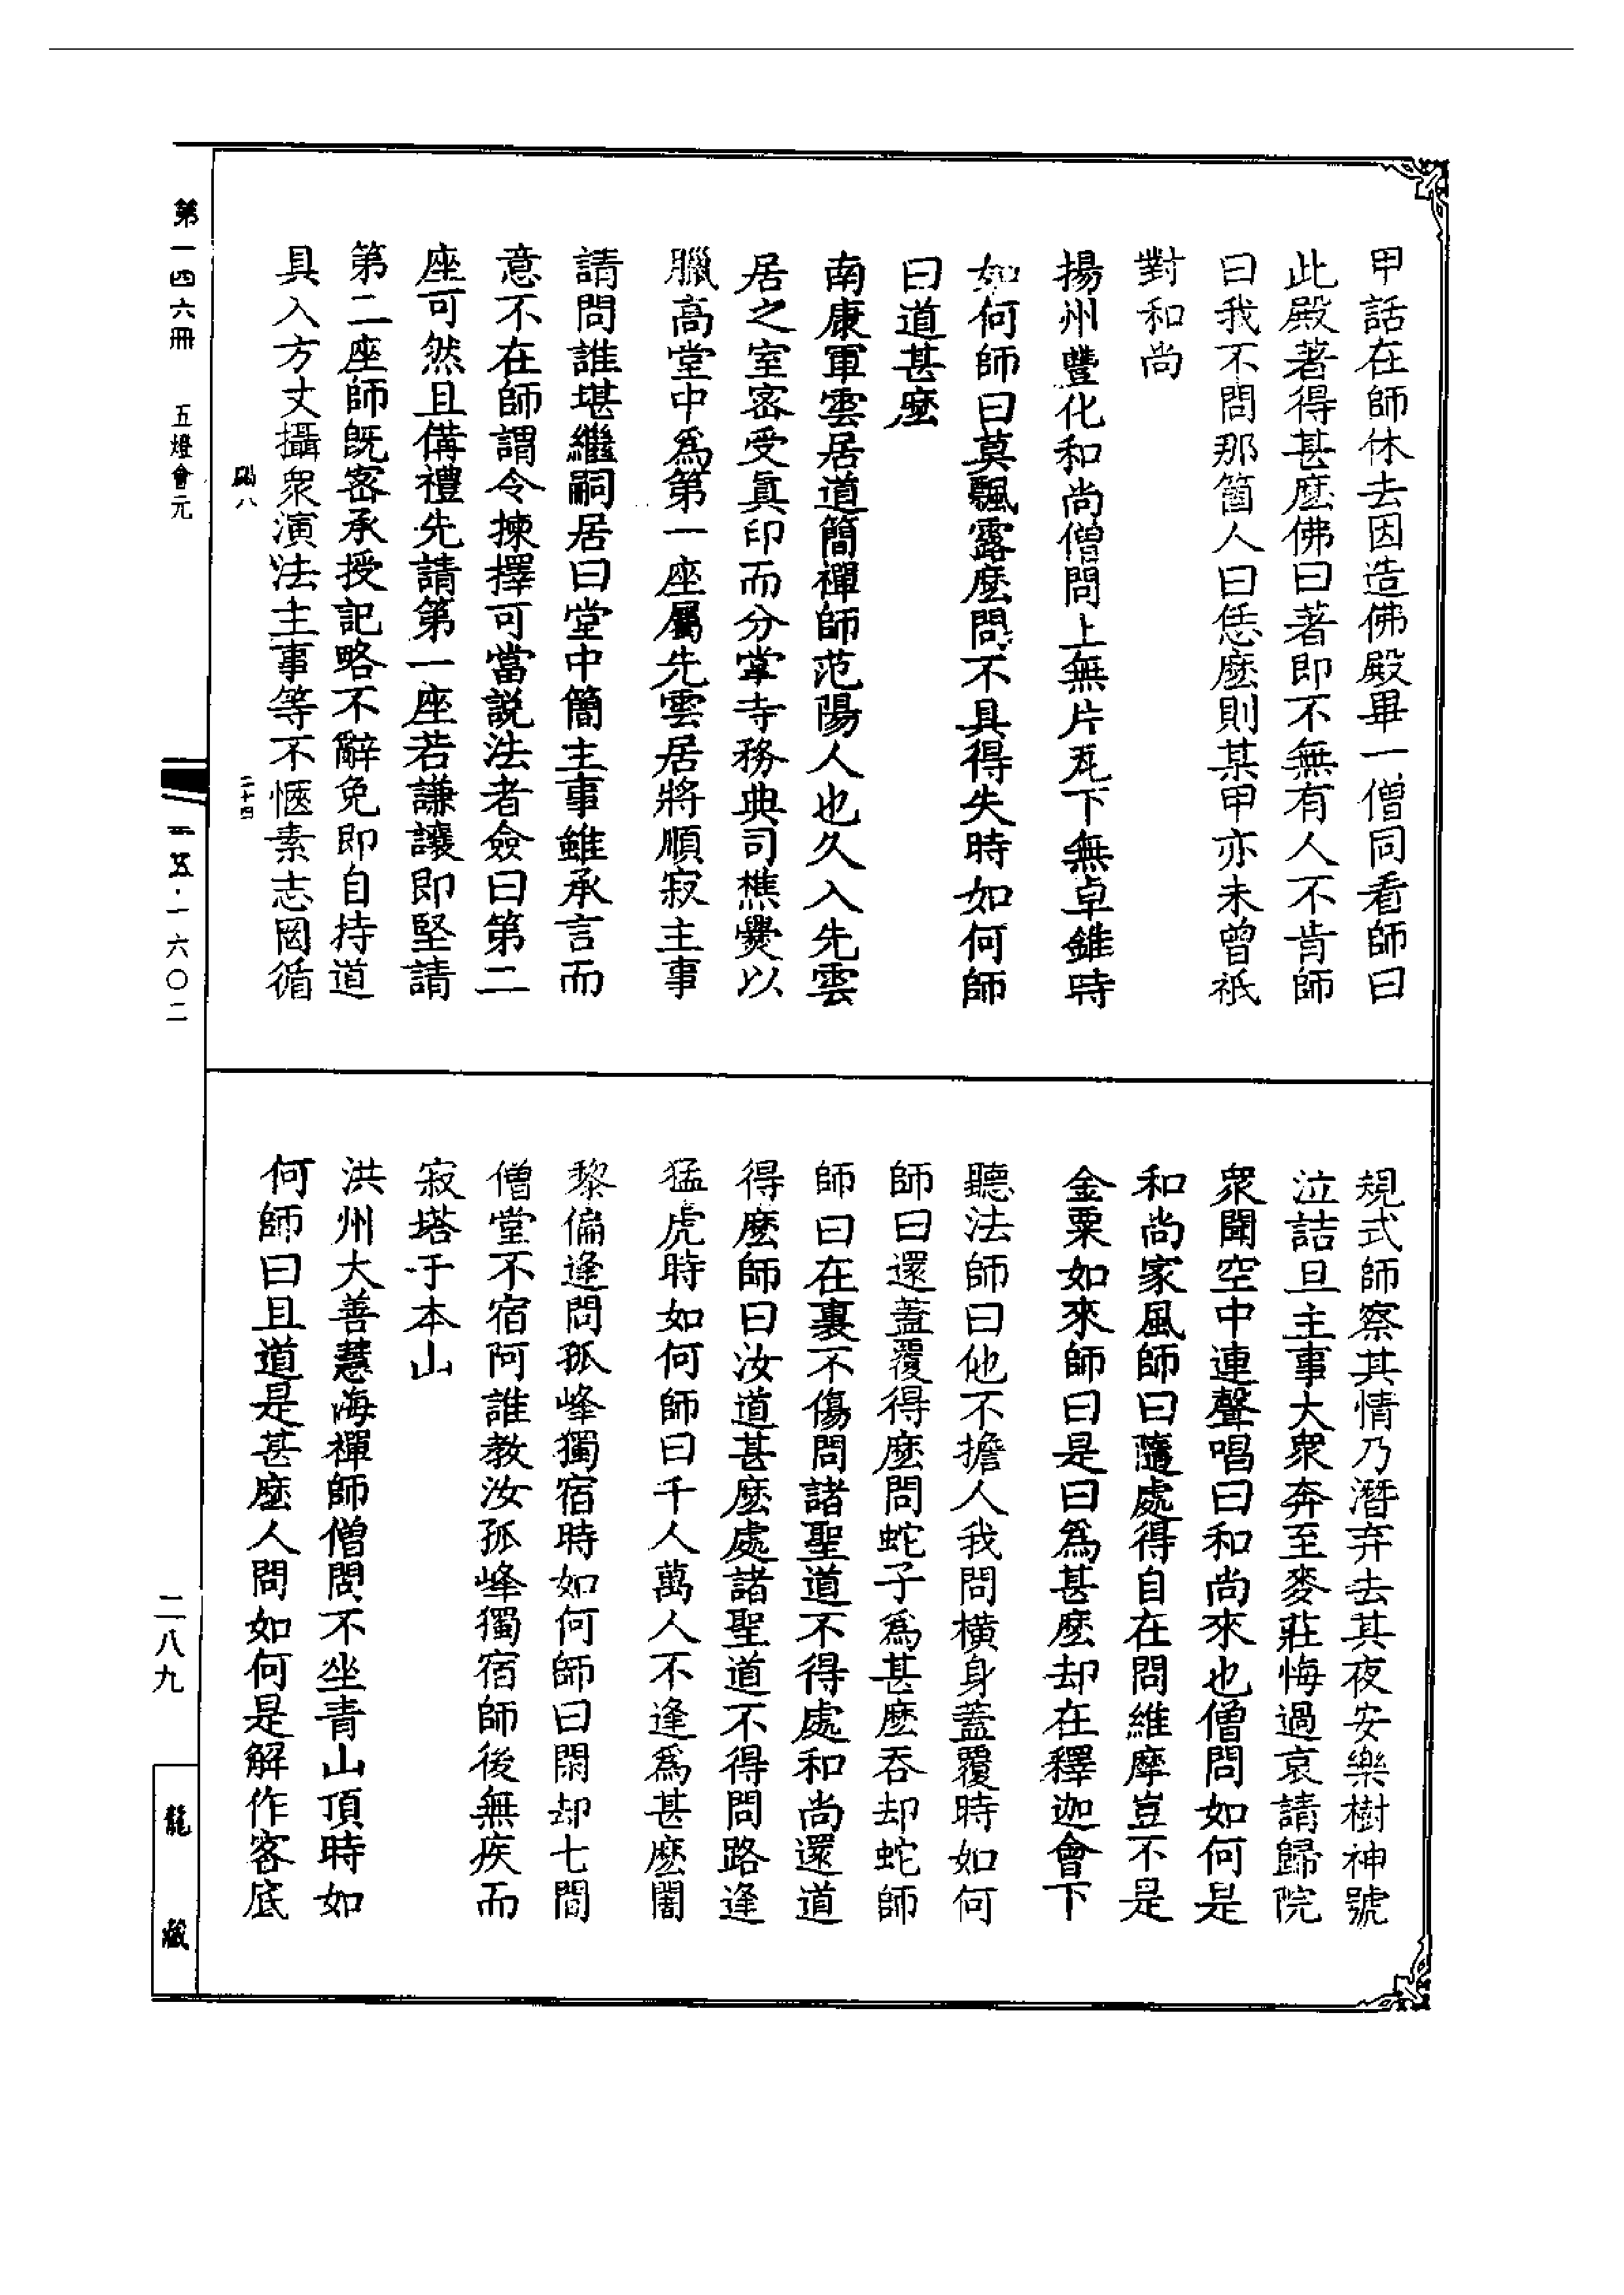 甲話在師休去因造佛殿畢一僧同看師曰
此殿著得甚麼佛曰著即不無有人不肯師
曰我不問那箇人曰恁麼則某甲亦未曾祇
對和尚
揚州豐化和尚僧問上無片瓦下無卓錐時
如何師曰莫飄露麼問不具得失時如何師
曰道甚麼
南康軍雲居道簡禪師范陽人也久入先雲
居之室密受真印而分掌寺務典司樵爨以
臘高堂中為第一座屬先雲居將順寂主事
請問誰堪繼嗣居曰堂中簡主事雖承言而
意不在師謂令揀擇可當説法者僉曰第二
座可然且備禮先請第一座若謙讓即堅請
第二座師既密承授記略不辭免即自持道
具入方丈攝衆演法主事等不愜素志罔循
規式師察其情乃潛弃去其夜安樂樹神號
泣詰旦主事大衆奔至麥莊悔過哀請歸院
衆聞空中連聲唱曰和尚來也僧問如何是
和尚家風師曰隨處得自在問維摩豈不是
金粟如來師曰是曰為甚麼却在釋迦會下
聽法師曰他不擔人我問橫身蓋覆時如何
師曰還蓋覆得麼問蛇子為甚麼吞却蛇師
師曰在裏不傷問諸聖道不得處和尚還道
得麼師曰汝道甚麼處諸聖道不得問路逢
猛虎時如何師曰千人萬人不逢為甚麼闍
黎偏逢問孤峰獨宿時如何師曰閑却七間
僧堂不宿阿誰教汝孤峰獨宿師後無疾而
寂塔于本山
洪州大善慧海禪師僧問不坐青山頂時如
何師曰且道是甚麼人問如何是解作客底
第一四六冊 五燈會元
八
二十四
一五·一六〇二
二八九
龍藏